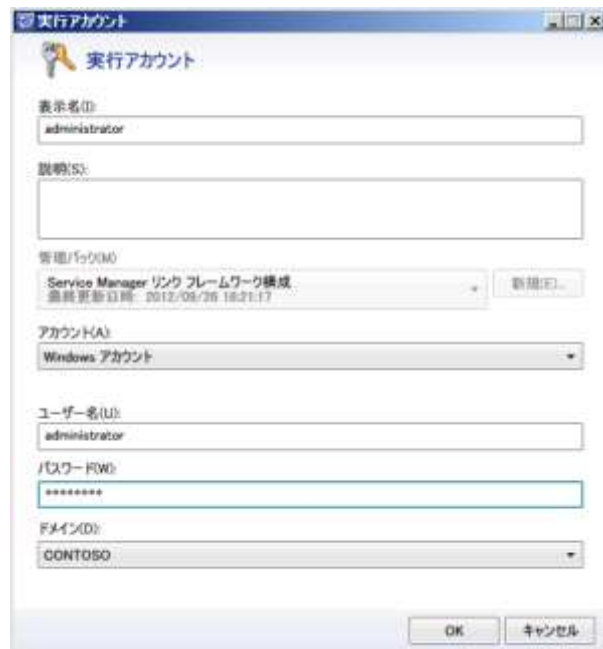 実行アカウント
実行アカウント
表示名(I):
administrator
説明(S):
管理パック(M)
Service Manager リンク フレームワーク構成
最終更新日時: 2012/08/26 18:21:17
新規(E)...
アカウント(A):
Windows アカウント
ユーザー名(U):
administrator
パスワード(W):
********
ドメイン(D):
CONTOSO
OK
キャンセル